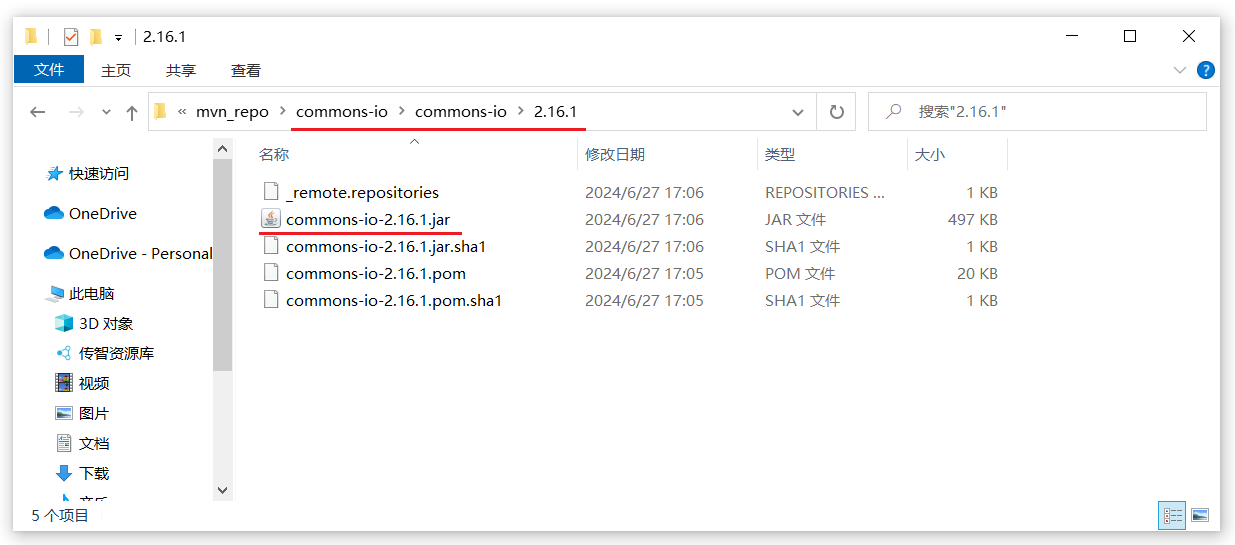 2.16.1
文件 主页 共享 查看
« mvn_repo commons-io commons-io 2.16.1 搜索"2.16.1"
名称 修改日期 类型 大小
快速访问
OneDrive
OneDrive - Personal
此电脑
3D 对象
传智资源库
视频
图片
文档
下载
音乐
_remote.repositories 2024/6/27 17:06 REPOSITORIES ... 1 KB
commons-io-2.16.1.jar 2024/6/27 17:06 JAR 文件 497 KB
commons-io-2.16.1.jar.sha1 2024/6/27 17:06 SHA1 文件 1 KB
commons-io-2.16.1.pom 2024/6/27 17:05 POM 文件 20 KB
commons-io-2.16.1.pom.sha1 2024/6/27 17:05 SHA1 文件 1 KB
5 个项目